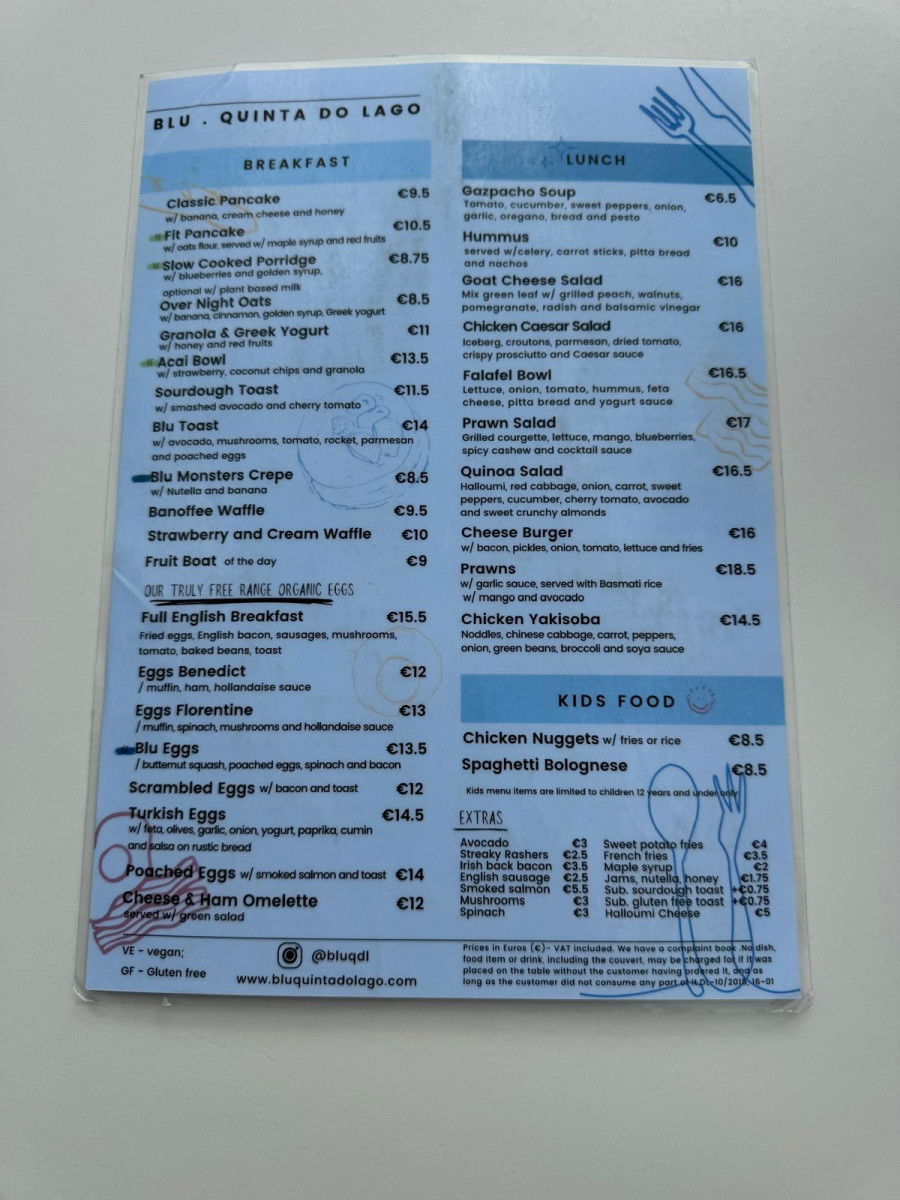 BLU . QUINTA DO LAGO
BREAKFAST
Classic Pancake €9.5
w/ banana, cream cheese and honey
Fit Pancake €10.5
w/ oats flour, served w/ maple syrup and red fruits
Slow Cooked Porridge €8.75
w/ blueberries and golden syrup,
optional w/ plant based milk
Over Night Oats €8.5
w/ banana, cinnamon, golden syrup, Greek yogurt
Granola & Greek Yogurt €11
w/ honey and red fruits
Acai Bowl €13.5
w/ strawberry, coconut chips and granola
Sourdough Toast €11.5
w/ smashed avocado and cherry tomato
Blu Toast €14
w/ avocado, mushrooms, tomato, rocket, parmesan
and poached eggs
Blu Monsters Crepe €8.5
w/ Nutella and banana
Banoffee Waffle €9.5
Strawberry and Cream Waffle €10
Fruit Boat of the day €9
OUR TRULY FREE RANGE ORGANIC EGGS
Full English Breakfast €15.5
Fried eggs, English bacon, sausages, mushrooms,
tomato, baked beans, toast
Eggs Benedict €12
/ muffin, ham, hollandaise sauce
Eggs Florentine €13
/ muffin, spinach, mushrooms and hollandaise sauce
Blu Eggs €13.5
/ butternut squash, poached eggs, spinach and bacon
Scrambled Eggs w/ bacon and toast €12
Turkish Eggs €14.5
w/ feta, olives, garlic, onion, yogurt, paprika, cumin
and salsa on rustic bread
Poached Eggs w/ smoked salmon and toast €14
Cheese & Ham Omelette €12
served w/ green salad
VE - vegan;
GF - Gluten free
@bluqdl
www.bluquintadolago.com
LUNCH
Gazpacho Soup €6.5
Tomato, cucumber, sweet peppers, onion,
garlic, oregano, bread and pesto
Hummus €10
served w/celery, carrot sticks, pitta bread
and nachos
Goat Cheese Salad €16
Mix green leaf w/ grilled peach, walnuts,
pomegranate, radish and balsamic vinegar
Chicken Caesar Salad €16
Iceberg, croutons, parmesan, dried tomato,
crispy prosciutto and Caesar sauce
Falafel Bowl €16.5
Lettuce, onion, tomato, hummus, feta
cheese, pitta bread and yogurt sauce
Prawn Salad €17
Grilled courgette, lettuce, mango, blueberries,
spicy cashew and cocktail sauce
Quinoa Salad €16.5
Halloumi, red cabbage, onion, carrot, sweet
peppers, cucumber, cherry tomato, avocado
and sweet crunchy almonds
Cheese Burger €16
w/ bacon, pickles, onion, tomato, lettuce and fries
Prawns €18.5
w/ garlic sauce, served with Basmati rice
w/ mango and avocado
Chicken Yakisoba €14.5
Noddles, chinese cabbage, carrot, peppers,
onion, green beans, broccoli and soya sauce
KIDS FOOD
Chicken Nuggets w/ fries or rice €8.5
Spaghetti Bolognese €8.5
Kids menu items are limited to children 12 years and under only
EXTRAS
Avocado €3
Streaky Rashers €2.5
Irish back bacon €3.5
English sausage €2.5
Smoked salmon €5.5
Mushrooms €3
Spinach €3
Sweet potato fries €4
French fries €3.5
Maple syrup €2
Jams, nutella, honey €1.75
Sub. sourdough toast +€0.75
Sub. gluten free toast +€0.75
Halloumi Cheese €5
Prices in Euros (€)- VAT included. We have a complaint book .No dish,
food item or drink, including the couvert, may be charged for if it was
placed on the table without the customer having ordered it, and as
long as the customer did not consume any part of it.DL-10/2015, 16-01